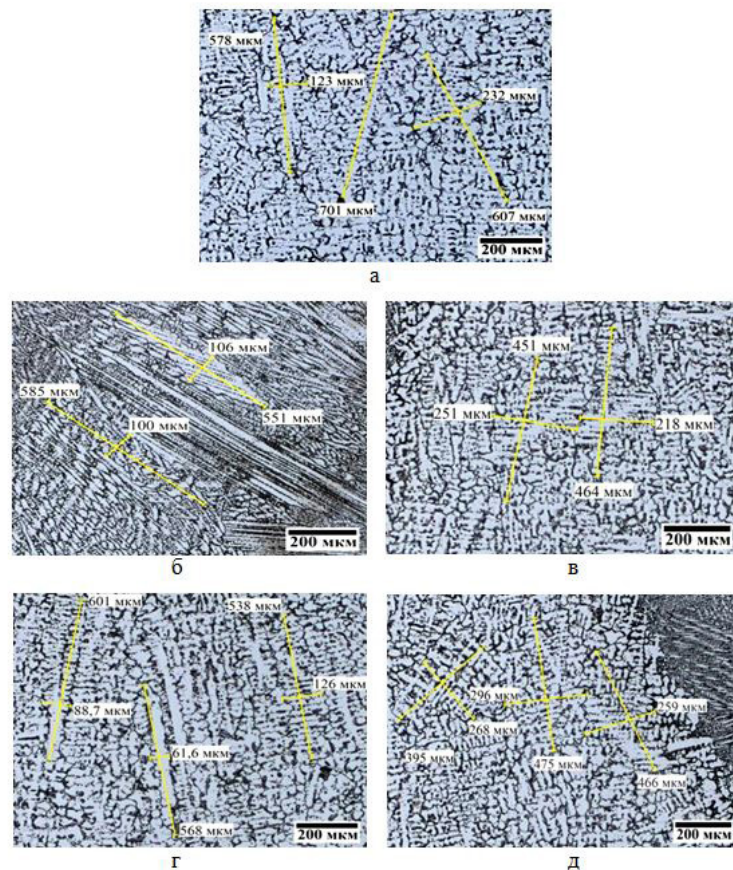 578 мкм
123 мкм
232 мкм
701 мкм
607 мкм
200 мкм
а
106 мкм
585 мкм
551 мкм
100 мкм
200 мкм
б
451 мкм
251 мкм
218 мкм
464 мкм
200 мкм
в
601 мкм
538 мкм
88,7 мкм
126 мкм
61,6 мкм
568 мкм
200 мкм
г
296 мкм
259 мкм
268 мкм
395 мкм
475 мкм
466 мкм
200 мкм
д